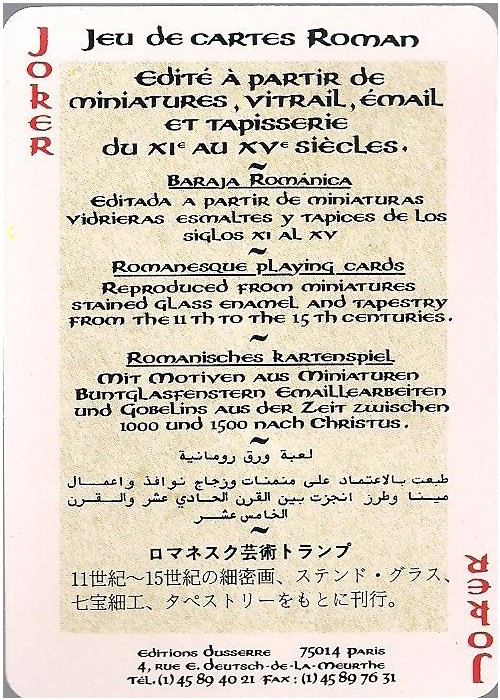 Joker
Jeu de cartes Roman
Edité à partir de
miniatures, vitrail, émail
et tapisserie
du XIe au XVe siècles.
~
Baraja Románica
Editada a partir de miniaturas
vidrieras esmaltes y tapices de los
siglos XI al XV
~
Romanesque playing cards
Reproduced from miniatures
stained glass enamel and tapestry
from the 11 th to the 15 th centuries.
~
Romanisches kartenspiel
Mit Motiven aus Miniaturen
Buntglasfenstern Emaillearbeiten
und Gobelins aus der Zeit zwischen
1000 und 1500 nach Christus.
~
لعبة ورق رومانية
طبعت بالاعتماد على منمنات وزجاج نوافذ واعمال
مينا وطرز انجزت بين القرن الحادي عشر والقرن
الخامس عشر
~
ロマネスク芸術トランプ
11世紀〜15世紀の細密画、ステンド・グラス、
七宝細工、タペストリーをもとに刊行。
Editions Dusserre 75014 Paris
4, rue E. Deutsch-de-la-Meurthe
Tél. (1) 45 89 40 21 Fax : (1) 45 89 76 31
Joker